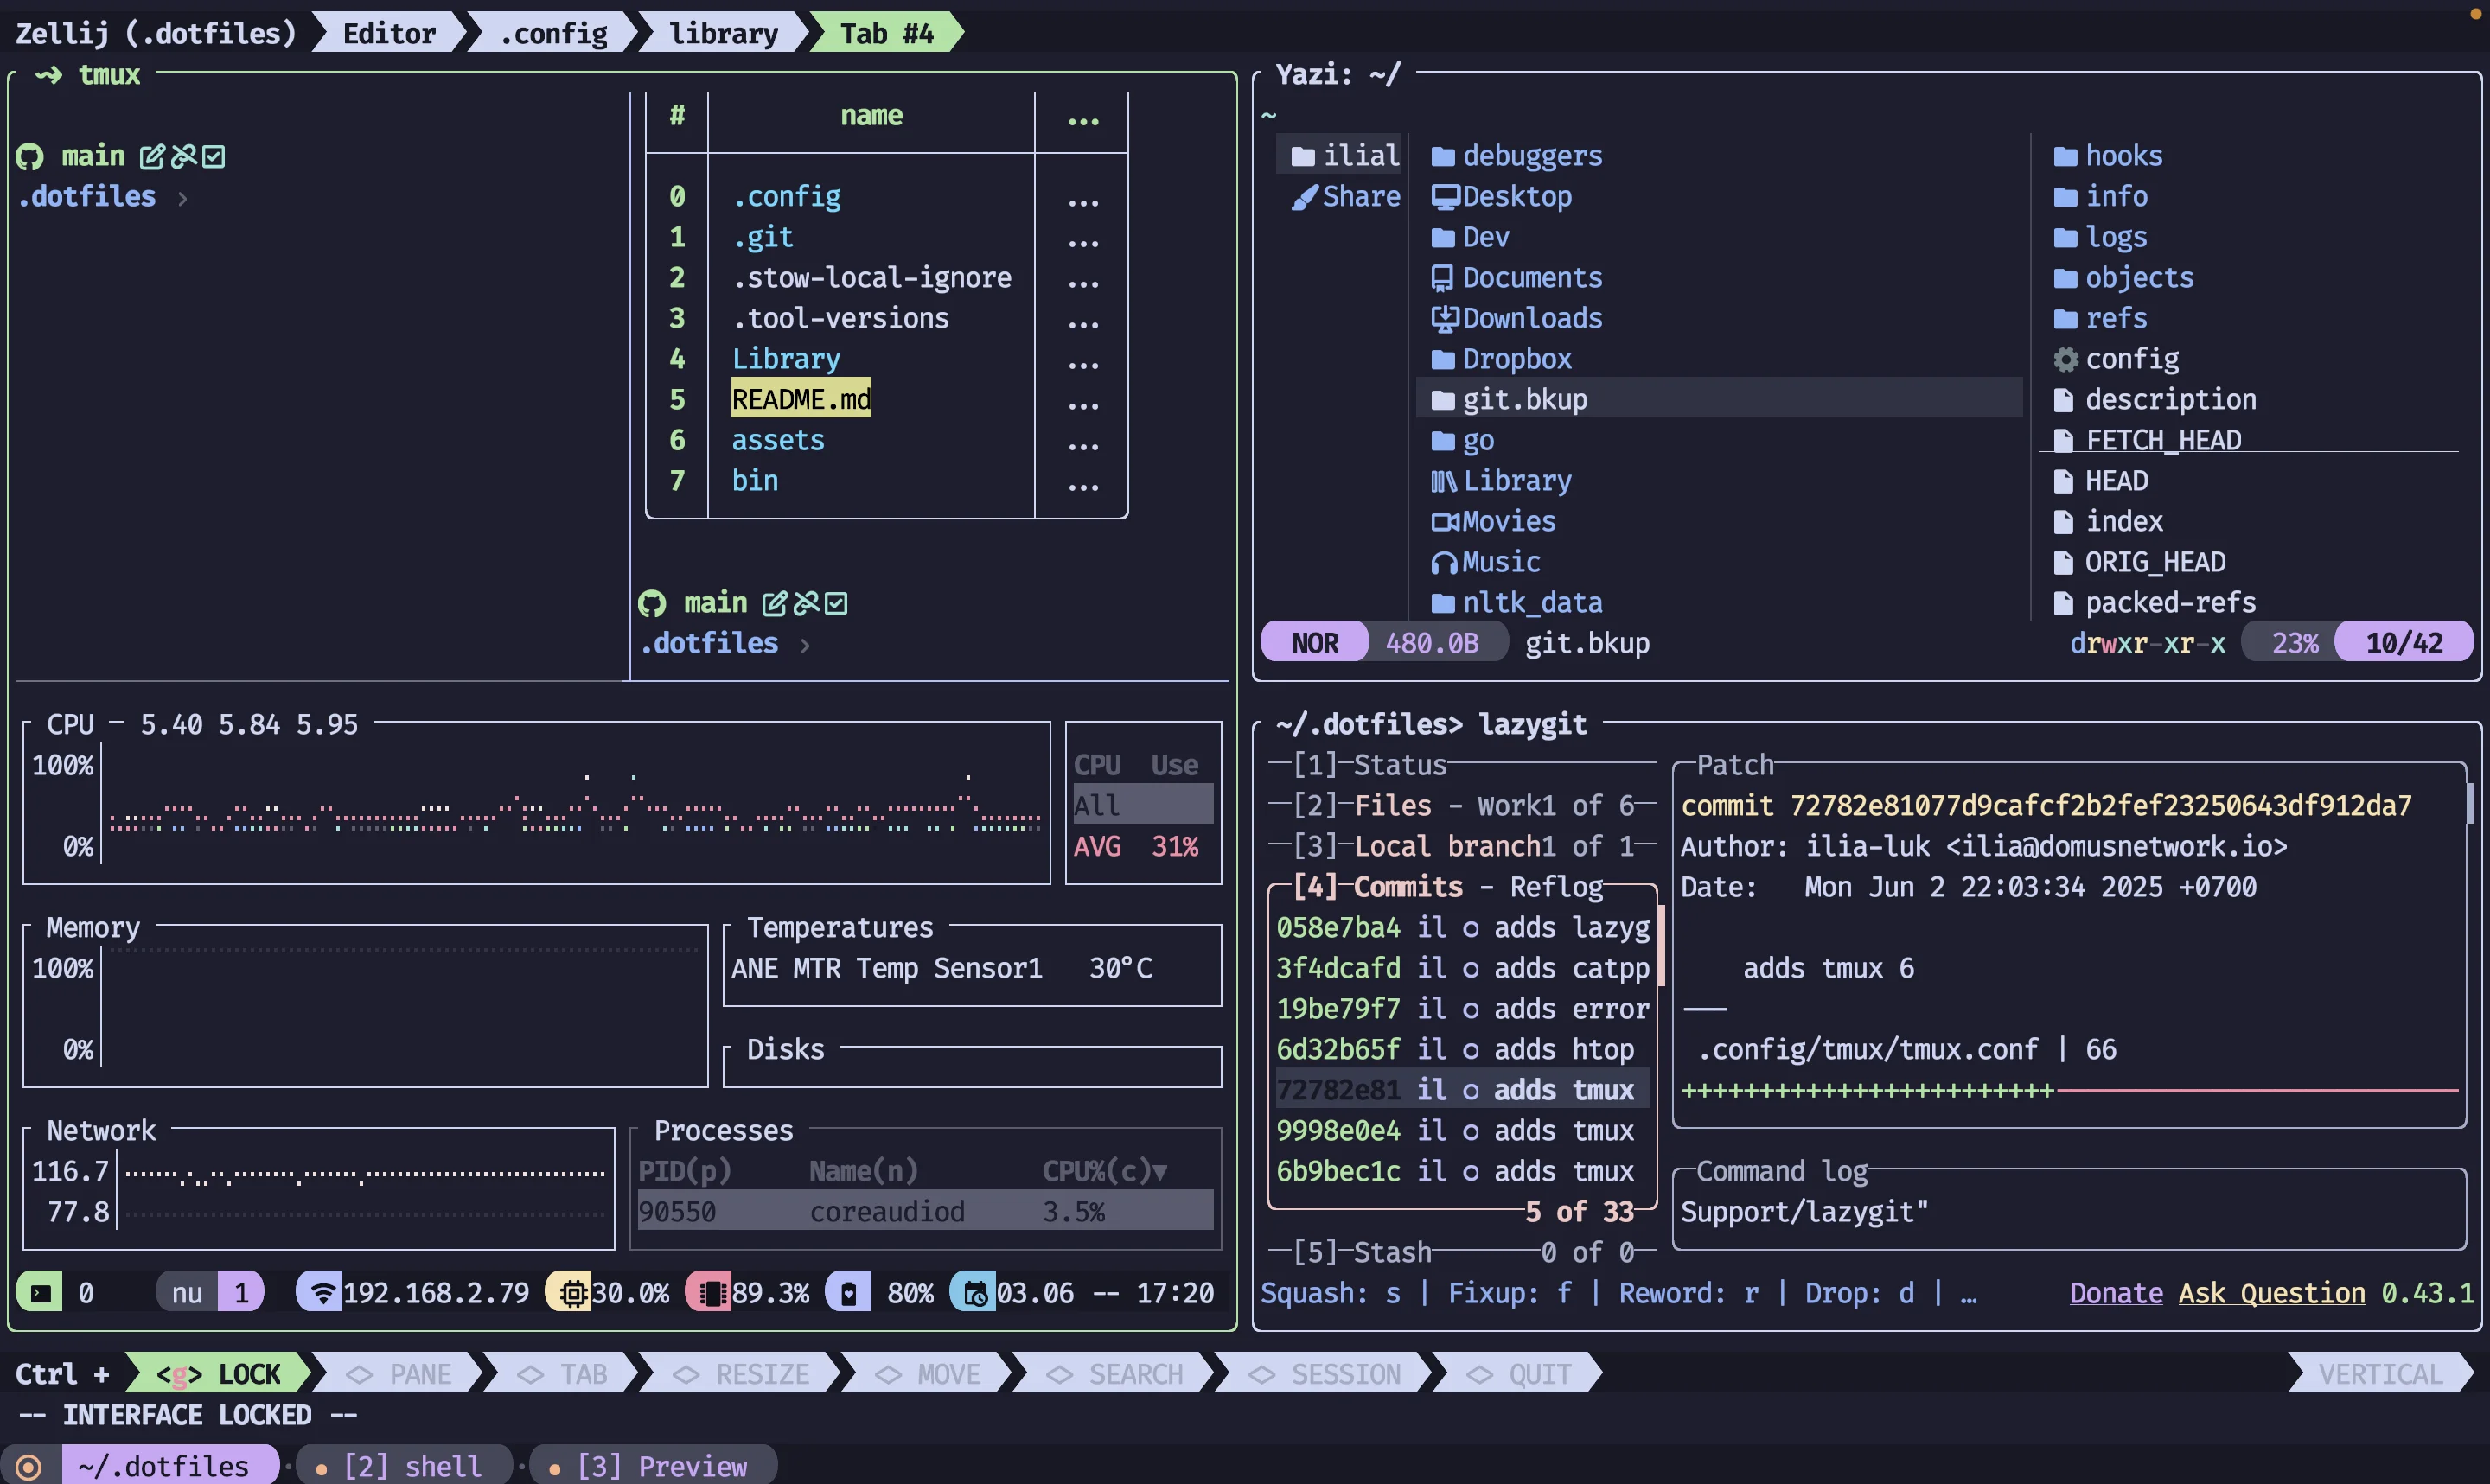 Zellij (.dotfiles) Editor .config library Tab #4
tmux
main
.dotfiles ›
# name ...
0 .config ...
1 .git ...
2 .stow-local-ignore ...
3 .tool-versions ...
4 Library ...
5 README.md ...
6 assets ...
7 bin ...
main
.dotfiles ›
CPU — 5.40 5.84 5.95
100%
0%
CPU Use
All
AVG 31%
Memory
100%
0%
Temperatures
ANE MTR Temp Sensor1 30°C
Disks
Network
116.7
77.8
Processes
PID(p) Name(n) CPU%(c)▼
90550 coreaudiod 3.5%
0 nu 1 192.168.2.79 30.0% 89.3% 80% 03.06 -- 17:20
Yazi: ~/
~
ilial
Share
debuggers
Desktop
Dev
Documents
Downloads
Dropbox
git.bkup
go
Library
Movies
Music
nltk_data
hooks
info
logs
objects
refs
config
description
FETCH_HEAD
HEAD
index
ORIG_HEAD
packed-refs
NOR 480.0B git.bkup drwxr-xr-x 23% 10/42
~/.dotfiles> lazygit
[1]—Status
[2]—Files - Work1 of 6
[3]—Local branch1 of 1
[4]—Commits - Reflog
058e7ba4 il o adds lazyg
3f4dcafd il o adds catpp
19be79f7 il o adds error
6d32b65f il o adds htop
72782e81 il o adds tmux
9998e0e4 il o adds tmux
6b9bec1c il o adds tmux
5 of 33
[5]—Stash 0 of 0
Patch
commit 72782e81077d9cafcf2b2fef23250643df912da7
Author: ilia-luk <ilia@domusnetwork.io>
Date: Mon Jun 2 22:03:34 2025 +0700
adds tmux 6
---
.config/tmux/tmux.conf | 66
++++++++++++++++++++++++--------------------------
Command log
Support/lazygit"
Squash: s | Fixup: f | Reword: r | Drop: d | … Donate Ask Question 0.43.1
Ctrl + <g> LOCK <> PANE <> TAB <> RESIZE <> MOVE <> SEARCH <> SESSION <> QUIT VERTICAL
-- INTERFACE LOCKED --
~/.dotfiles [2] shell [3] Preview